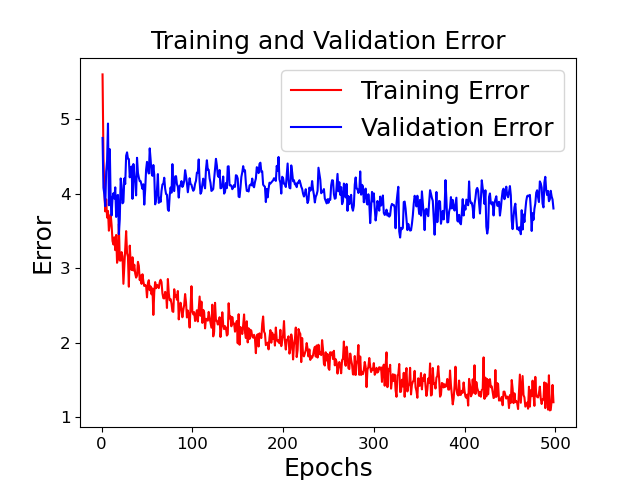 Training and Validation Error
Training Error
Validation Error
Error
5
4
3
2
1
0 100 200 300 400 500
Epochs